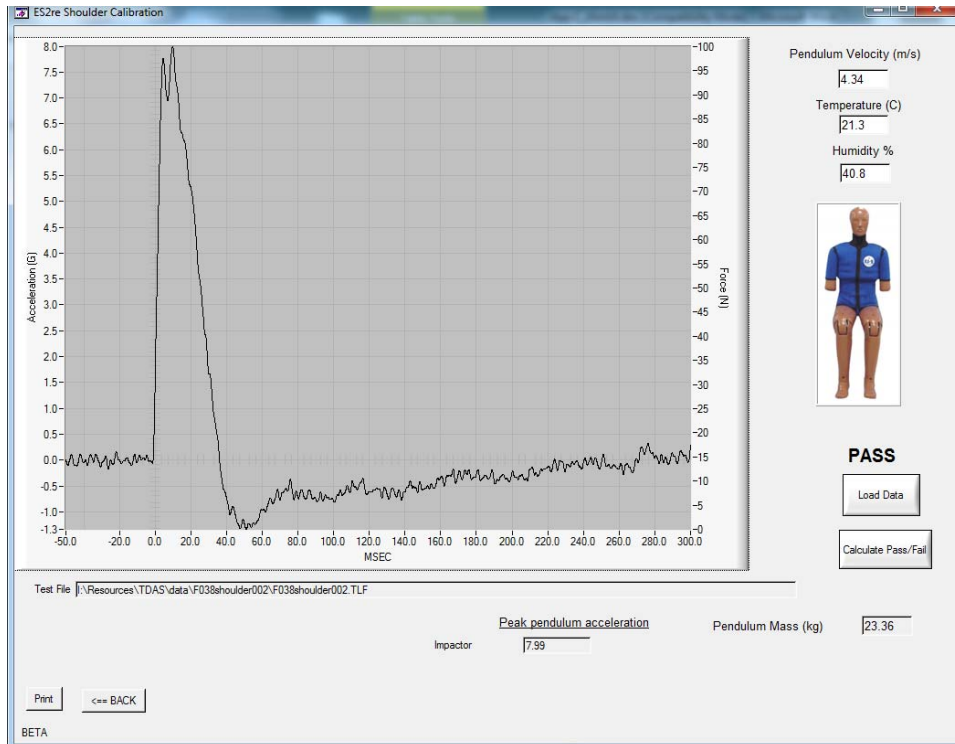 ES2re Shoulder Calibration
Pendulum Velocity (m/s)
4.34
Temperature (C)
21.3
Humidity %
40.8
8.0
7.5
7.0
6.5
6.0
5.5
5.0
4.5
4.0
3.5
3.0
2.5
2.0
1.5
1.0
0.5
0.0
-0.5
-1.0
-1.3
Acceleration (G)
-100
-95
-90
-85
-80
-75
-70
-65
-60
-55
-50
-45
-40
-35
-30
-25
-20
-15
-10
-5
-0
Force (N)
-50.0 -20.0 0.0 20.0 40.0 60.0 80.0 100.0 120.0 140.0 160.0 180.0 200.0 220.0 240.0 260.0 280.0 300.0
MSEC
PASS
Load Data
Calculate Pass/Fail
Test File I:\Resources\TDAS\data\F038shoulder002\F038shoulder002.TLF
Peak pendulum acceleration
Impactor 7.99
Pendulum Mass (kg) 23.36
Print <== BACK
BETA